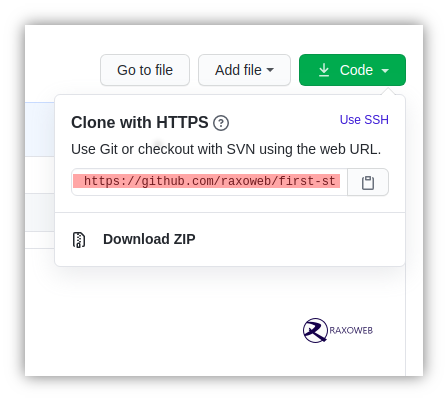 Go to file Add file Code
Clone with HTTPS ?
Use SSH
Use Git or checkout with SVN using the web URL.
https://github.com/raxoweb/first-st
Download ZIP
RAXOWEB